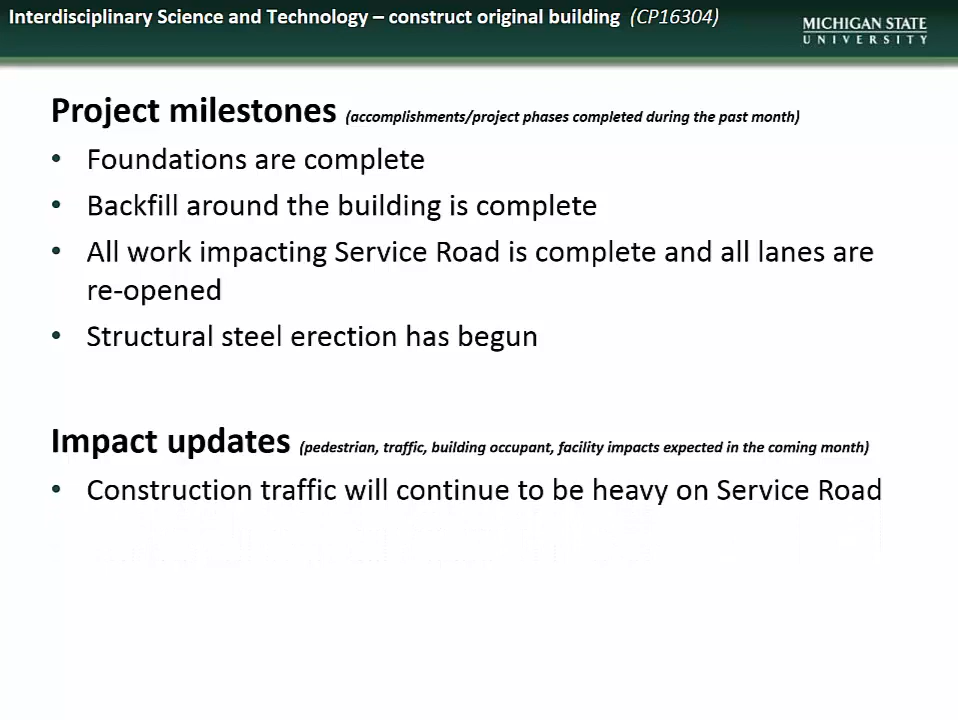 Interdisciplinary Science and Technology – construct original building (CP16304)
MICHIGAN STATE
UNIVERSITY
Project milestones (accomplishments/project phases completed during the past month)
• Foundations are complete
• Backfill around the building is complete
• All work impacting Service Road is complete and all lanes are
re-opened
• Structural steel erection has begun
Impact updates (pedestrian, traffic, building occupant, facility impacts expected in the coming month)
• Construction traffic will continue to be heavy on Service Road